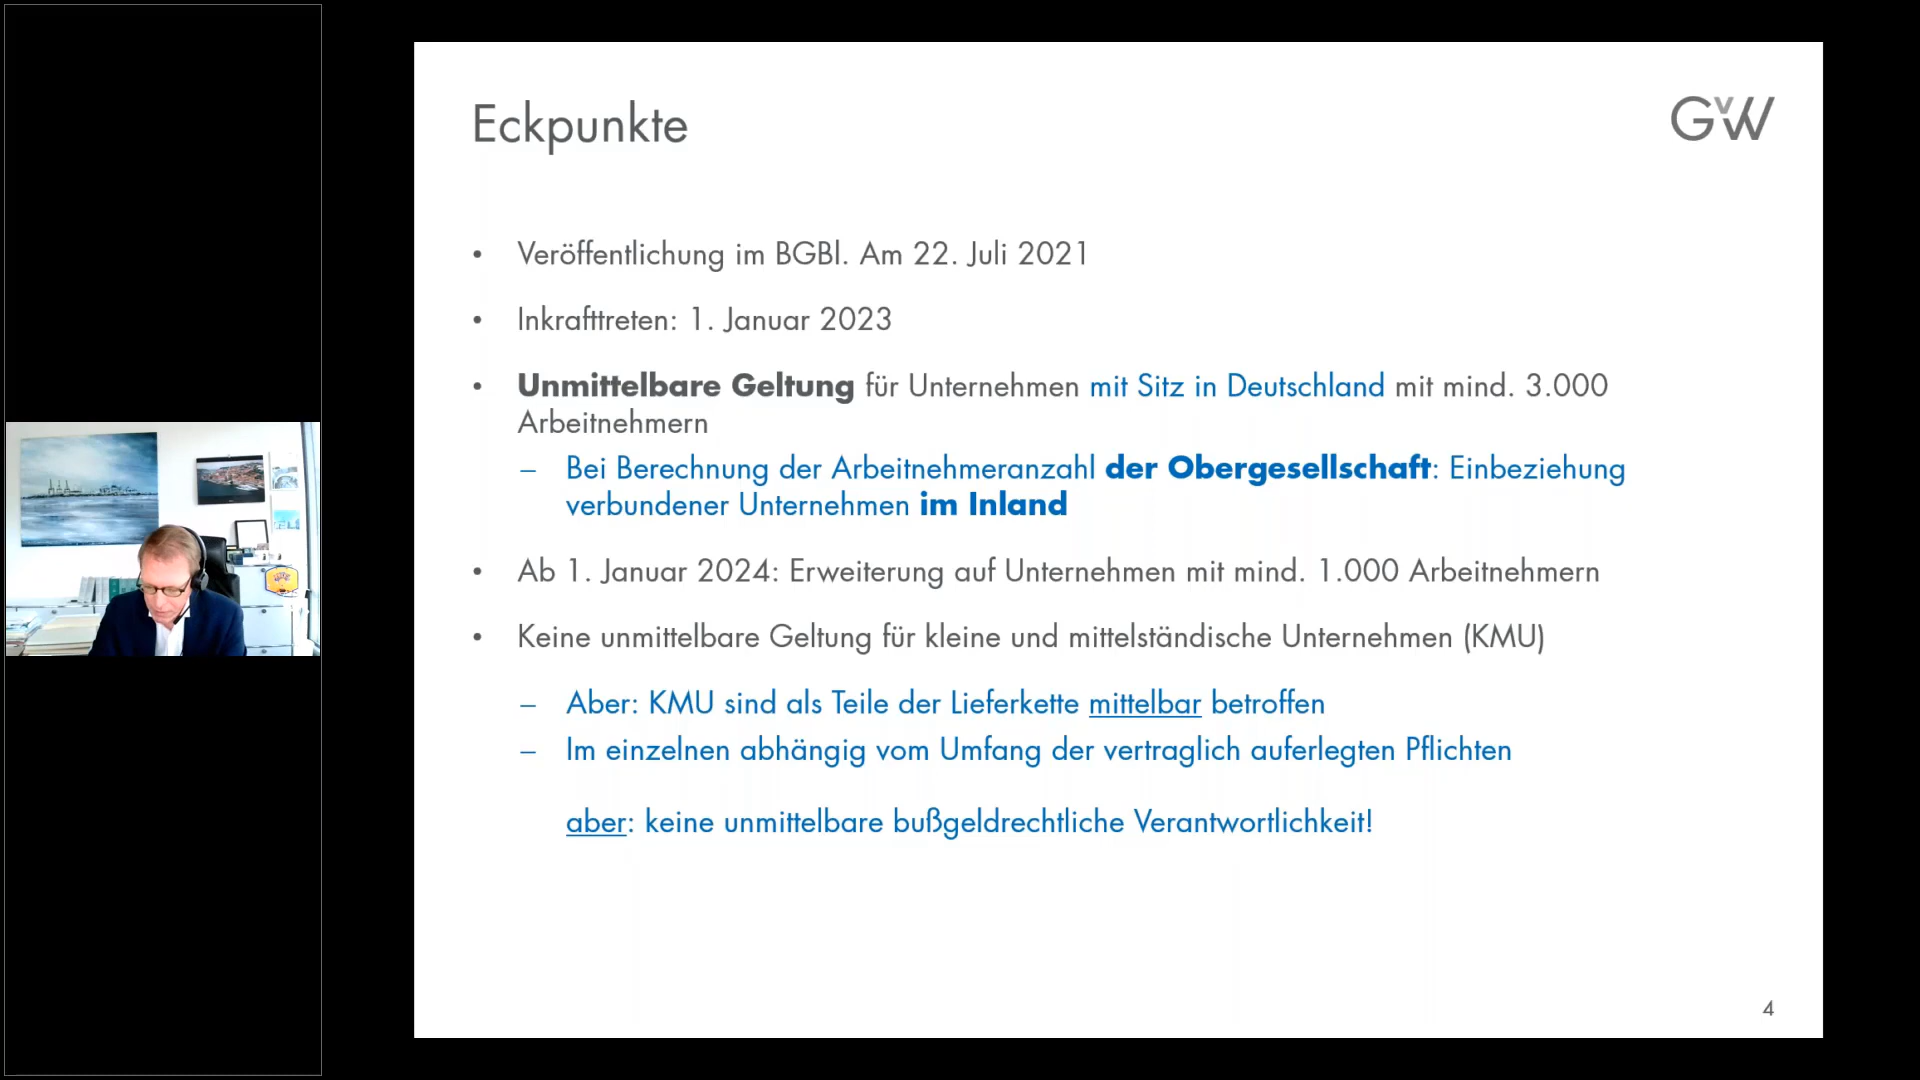 Eckpunkte
GvW
• Veröffentlichung im BGBl. Am 22. Juli 2021
• Inkrafttreten: 1. Januar 2023
• Unmittelbare Geltung für Unternehmen mit Sitz in Deutschland mit mind. 3.000
Arbeitnehmern
– Bei Berechnung der Arbeitnehmeranzahl der Obergesellschaft: Einbeziehung
verbundener Unternehmen im Inland
• Ab 1. Januar 2024: Erweiterung auf Unternehmen mit mind. 1.000 Arbeitnehmern
• Keine unmittelbare Geltung für kleine und mittelständische Unternehmen (KMU)
– Aber: KMU sind als Teile der Lieferkette mittelbar betroffen
– Im einzelnen abhängig vom Umfang der vertraglich auferlegten Pflichten
aber: keine unmittelbare bußgeldrechtliche Verantwortlichkeit!
4